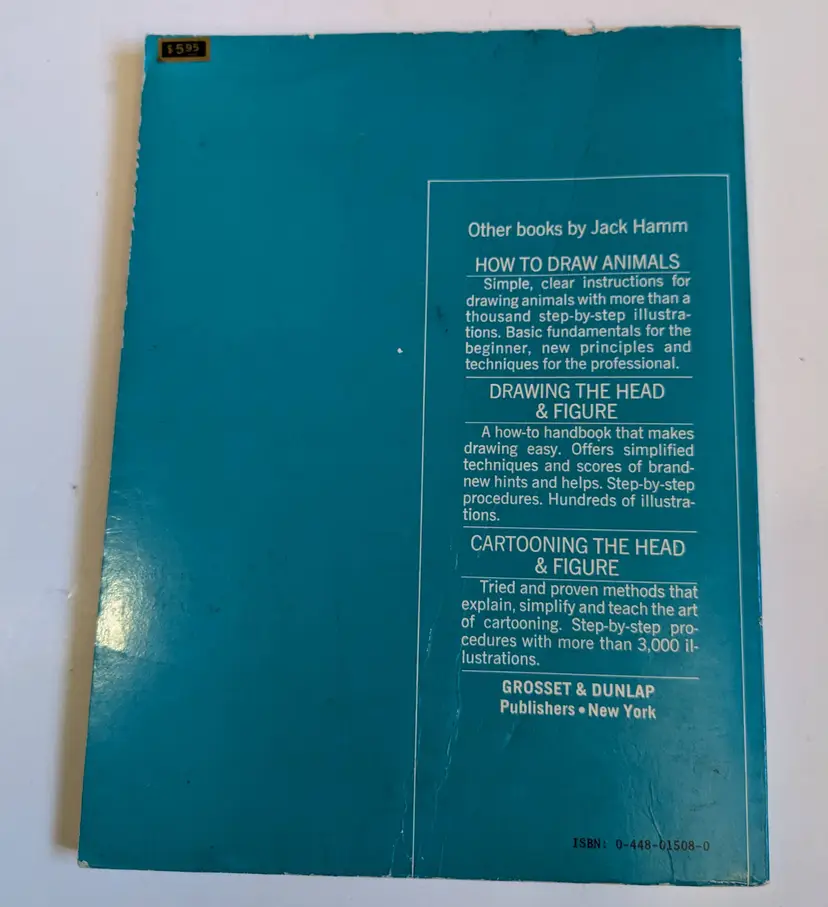 $5.95
Other books by Jack Hamm
HOW TO DRAW ANIMALS
Simple, clear instructions for
drawing animals with more than a
thousand step-by-step illustra-
tions. Basic fundamentals for the
beginner, new principles and
techniques for the professional.
DRAWING THE HEAD
& FIGURE
A how-to handbook that makes
drawing easy. Offers simplified
techniques and scores of brand-
new hints and helps. Step-by-step
procedures. Hundreds of illustra-
tions.
CARTOONING THE HEAD
& FIGURE
Tried and proven methods that
explain, simplify and teach the art
of cartooning. Step-by-step pro-
cedures with more than 3,000 il-
lustrations.
GROSSET & DUNLAP
Publishers • New York
ISBN: 0-448-01508-0